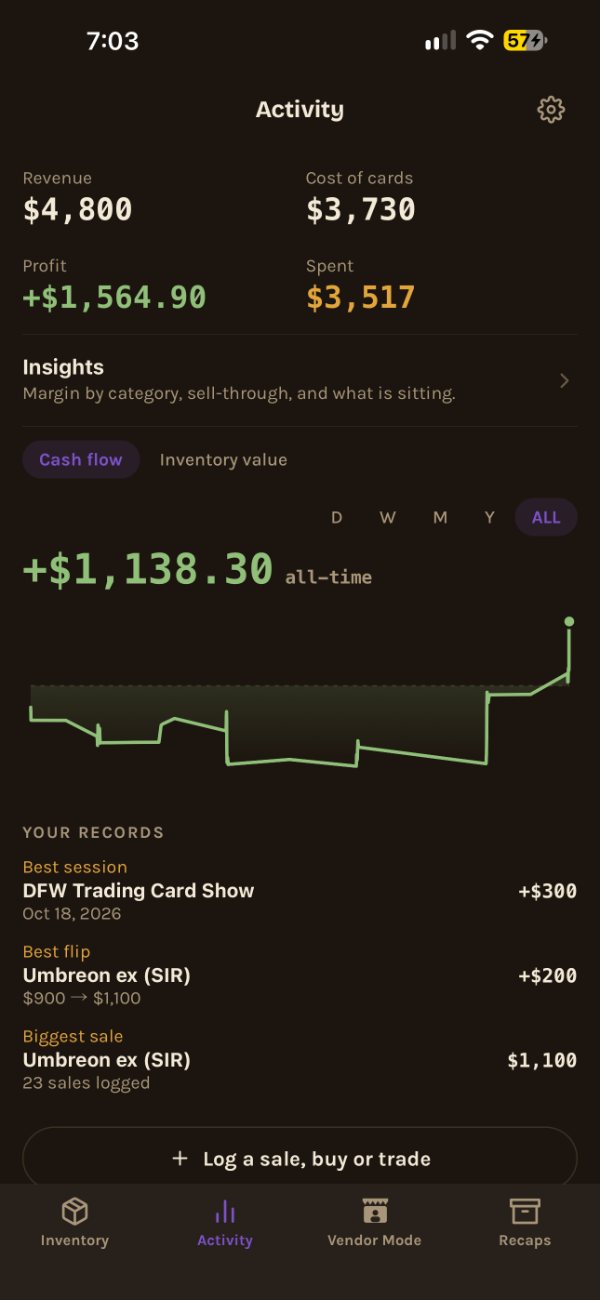 7:03
57
Activity
Revenue
Cost of cards
$4,800
$3,730
Profit
Spent
+$1,564.90
$3,517
Insights
Margin by category, sell-through, and what is sitting.
Cash flow
Inventory value
D W M Y ALL
+$1,138.30 all-time
YOUR RECORDS
Best session
DFW Trading Card Show
+$300
Oct 18, 2026
Best flip
Umbreon ex (SIR)
+$200
$900 → $1,100
Biggest sale
Umbreon ex (SIR)
$1,100
23 sales logged
+ Log a sale, buy or trade
Inventory
Activity
Vendor Mode
Recaps